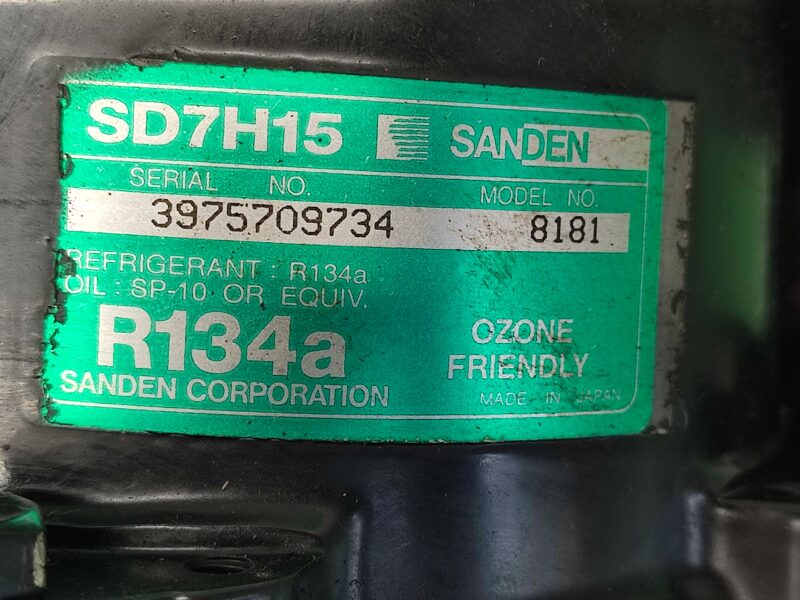 SD7H15 SANDEN
SERIAL NO. MODEL NO.
3975709734 8181
REFRIGERANT : R134a
OIL : SP-10 OR EQUIV.
R134a
OZONE
FRIENDLY
SANDEN CORPORATION
MADE IN JAPAN